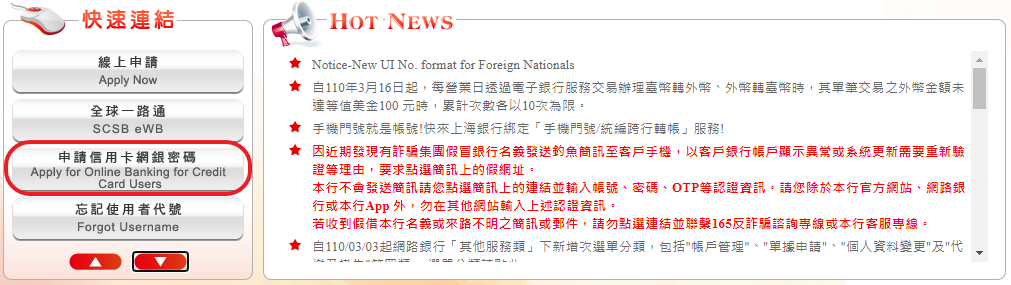 快速連結
線上申請
Apply Now
全球一路通
SCSB eWB
申請信用卡網銀密碼
Apply for Online Banking for Credit
Card Users
忘記使用者代號
Forgot Username
HOT NEWS
Notice-New UI No. format for Foreign Nationals
自110年3月16日起，每營業日透過電子銀行服務交易辦理臺幣轉外幣、外幣轉臺幣時，其單筆交易之外幣金額未
達等值美金100 元時，累計次數各以10次為限。
手機門號就是帳號!快來上海銀行綁定「手機門號/統編跨行轉帳」服務!
因近期發現有詐騙集團假冒銀行名義發送釣魚簡訊至客戶手機，以客戶銀行帳戶顯示異常或系統更新需要重新驗
證等理由，要求點選簡訊上的假網址。
本行不會發送簡訊請您點選簡訊上的連結並輸入帳號、密碼、OTP等認證資訊。請您除於本行官方網站、網路銀
行或本行App 外，勿在其他網站輸入上述認證資訊。
若收到假借本行名義或來路不明之簡訊或郵件，請勿點選連結並聯繫165反詐騙諮詢專線或本行客服專線。
自110/03/03起網路銀行「其他服務類」下新增次選單分類，包括"帳戶管理"、"單據申請"、"個人資料變更"及"代